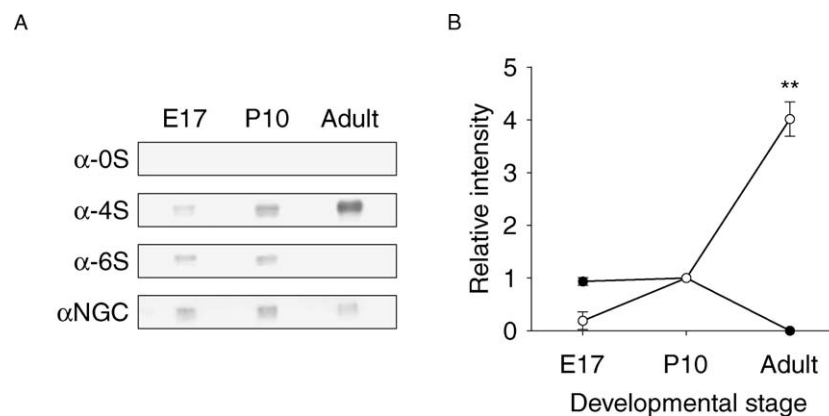 A
E17 P10 Adult
α-0S
α-4S
α-6S
αNGC
B
Relative intensity
5
4
3
2
1
0
**
E17 P10 Adult
Developmental stage